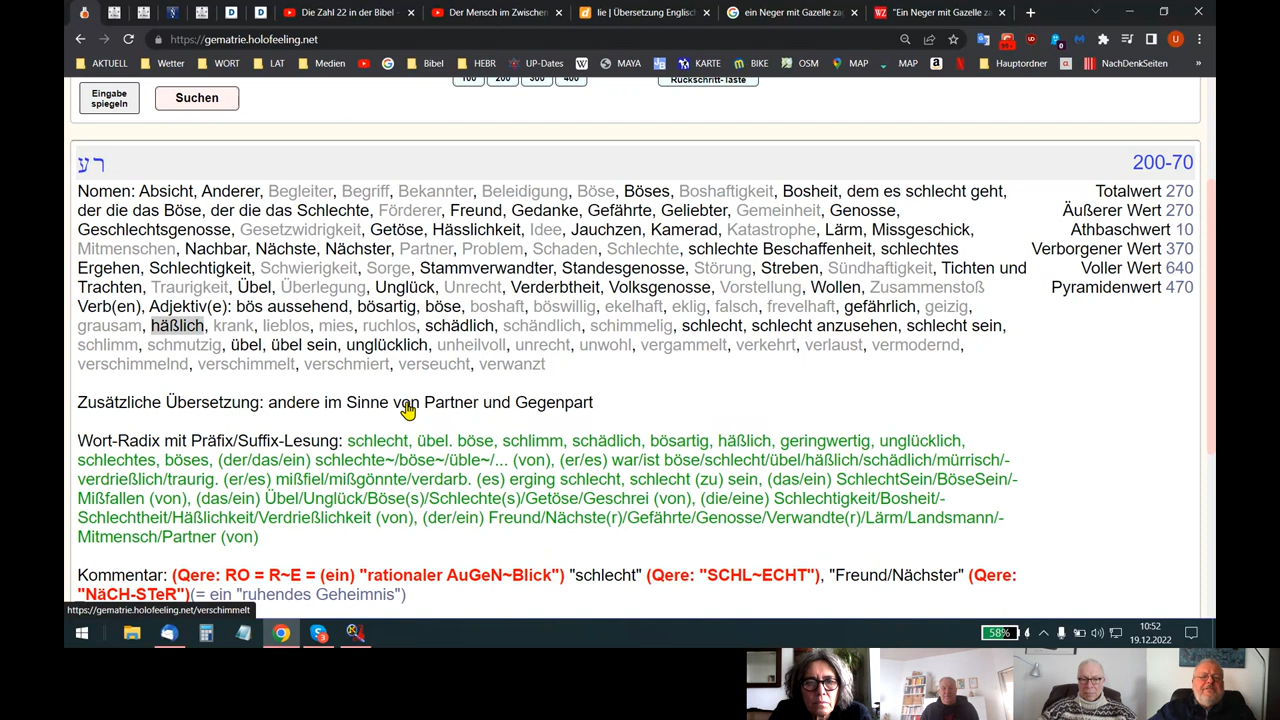 Die Zahl 22 in der Bibel -
Der Mensch im Zwischen
lie | Übersetzung Englisc
ein Neger mit Gazelle za
"Ein Neger mit Gazelle za
https://gematrie.holofeeling.net
AKTUELL
Wetter
WORT
LAT
Medien
Bibel
HEBR
UP-Dates
MAYA
KARTE
BIKE
OSM
MAP
MAP
Hauptordner
NachDenkSeiten
100 200 300 400
Rückschritt-Taste
Eingabe
spiegeln
Suchen
רע
200-70
Nomen: Absicht, Anderer, Begleiter, Begriff, Bekannter, Beleidigung, Böse, Böses, Boshaftigkeit, Bosheit, dem es schlecht geht,
der die das Böse, der die das Schlechte, Förderer, Freund, Gedanke, Gefährte, Geliebter, Gemeinheit, Genosse,
Geschlechtsgenosse, Gesetzwidrigkeit, Getöse, Hässlichkeit, Idee, Jauchzen, Kamerad, Katastrophe, Lärm, Missgeschick,
Mitmenschen, Nachbar, Nächste, Nächster, Partner, Problem, Schaden, Schlechte, schlechte Beschaffenheit, schlechtes
Ergehen, Schlechtigkeit, Schwierigkeit, Sorge, Stammverwandter, Standesgenosse, Störung, Streben, Sündhaftigkeit, Tichten und
Trachten, Traurigkeit, Übel, Überlegung, Unglück, Unrecht, Verderbtheit, Volksgenosse, Vorstellung, Wollen, Zusammenstoß
Verb(en), Adjektiv(e): bös aussehend, bösartig, böse, boshaft, böswillig, ekelhaft, eklig, falsch, frevelhaft, gefährlich, geizig,
grausam, häßlich, krank, lieblos, mies, ruchlos, schädlich, schändlich, schimmelig, schlecht, schlecht anzusehen, schlecht sein,
schlimm, schmutzig, übel, übel sein, unglücklich, unheilvoll, unrecht, unwohl, vergammelt, verkehrt, verlaust, vermodernd,
verschimmelnd, verschimmelt, verschmiert, verseucht, verwanzt
Totalwert 270
Äußerer Wert 270
Athbaschwert 10
Verborgener Wert 370
Voller Wert 640
Pyramidenwert 470
Zusätzliche Übersetzung: andere im Sinne von Partner und Gegenpart
Wort-Radix mit Präfix/Suffix-Lesung: schlecht, übel. böse, schlimm, schädlich, bösartig, häßlich, geringwertig, unglücklich,
schlechtes, böses, (der/das/ein) schlechte~/böse~/üble~/... (von), (er/es) war/ist böse/schlecht/übel/häßlich/schädlich/mürrisch/-
verdrießlich/traurig. (er/es) mißfiel/mißgönnte/verdarb. (es) erging schlecht, schlecht (zu) sein, (das/ein) SchlechtSein/BöseSein/-
Mißfallen (von), (das/ein) Übel/Unglück/Böse(s)/Schlechte(s)/Getöse/Geschrei (von), (die/eine) Schlechtigkeit/Bosheit/-
Schlechtheit/Häßlichkeit/Verdrießlichkeit (von), (der/ein) Freund/Nächste(r)/Gefährte/Genosse/Verwandte(r)/Lärm/Landsmann/-
Mitmensch/Partner (von)
Kommentar: (Qere: RO = R~E = (ein) "rationaler AuGeN~Blick") "schlecht" (Qere: "SCHL~ECHT"), "Freund/Nächster" (Qere:
"NäCH-STeR")(= ein "ruhendes Geheimnis")
https://gematrie.holofeeling.net/verschimmelt
58%
10:52
19.12.2022